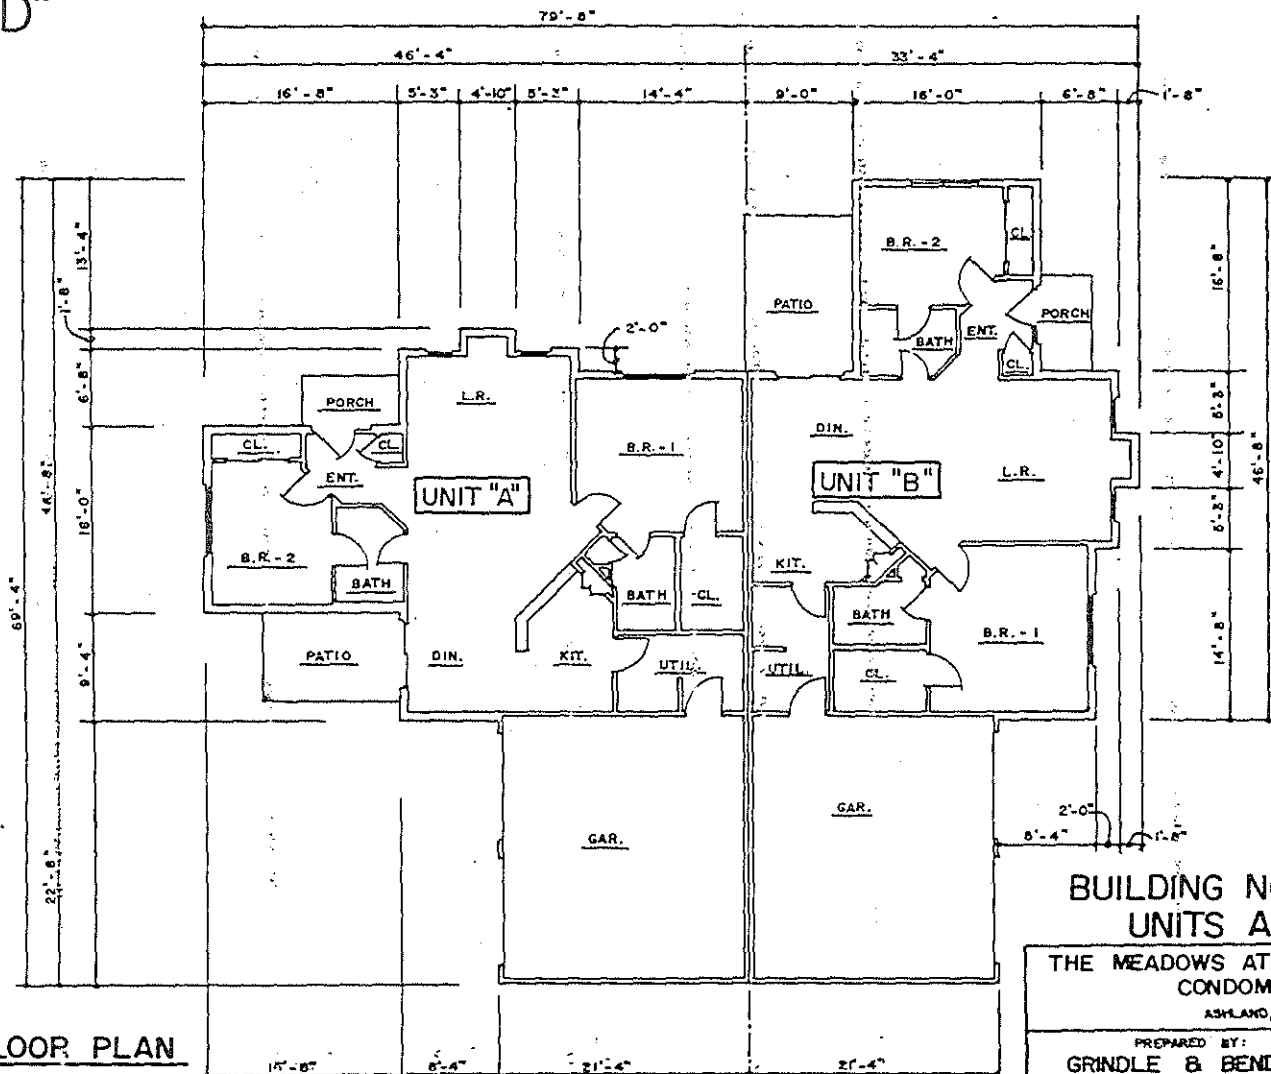 D"
79'-8"
46'-4" 33'-4"
16'-8" 5'-3" 4'-10" 5'-3" 14'-4" 9'-0" 16'-0" 6'-8" 1'-8"
13'-4"
1'-8"
6'-8"
16'-0"
9'-4"
46'-8"
22'-8"
69'-4"
2'-0"
PORCH
L.R.
CL. CL.
ENT.
UNIT "A"
B.R.-1
B.R.-2
BATH
BATH CL.
PATIO DIN. KIT. UTIL.
GAR.
B.R.-2 CL.
PATIO
PORCH
BATH ENT.
CL.
DIN.
UNIT "B" L.R.
KIT.
BATH
B.R.-1
UTIL. CL.
GAR.
16'-8"
5'-3"
4'-10"
5'-3"
14'-8"
46'-8"
2'-0"
8'-4" 1'-8"
BUILDING N
UNITS A
THE MEADOWS AT
CONDOM
ASHLAND,
PREPARED BY:
GRINDLE & BEND
LOOR PLAN
8'-4" 21'-4" 21'-4"